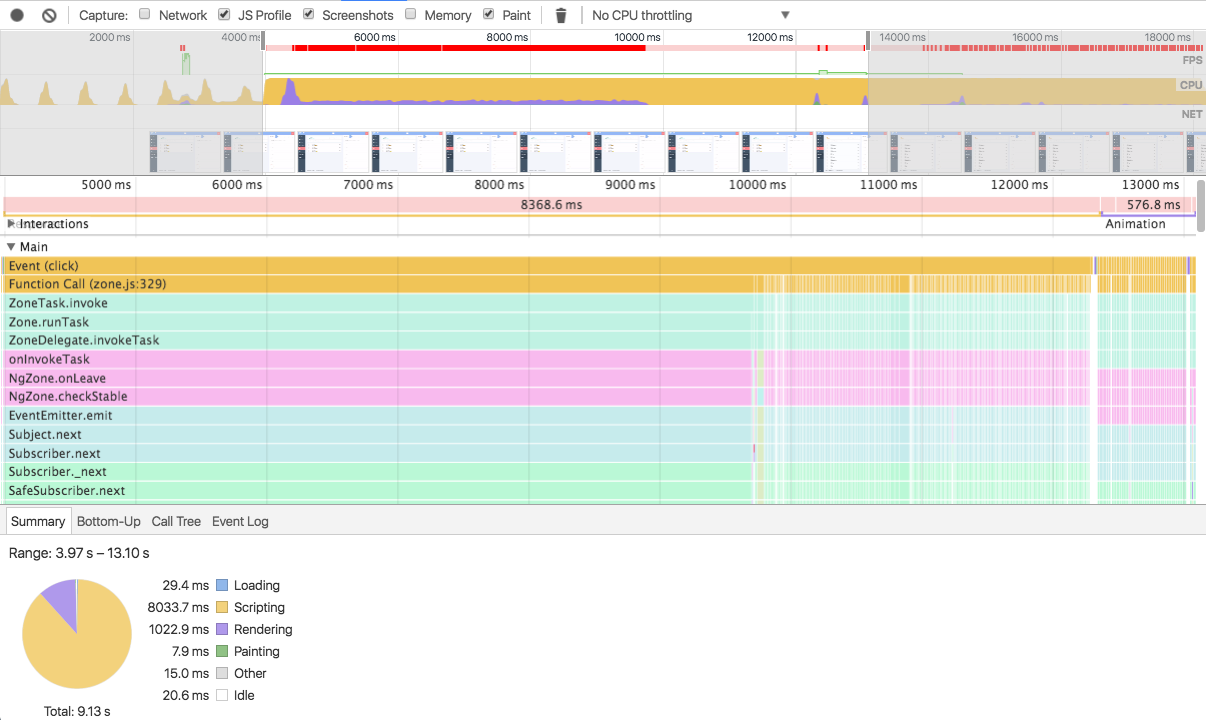 Capture: Network JS Profile Screenshots Memory Paint No CPU throttling
2000 ms 4000 ms 6000 ms 8000 ms 10000 ms 12000 ms 14000 ms 16000 ms 18000 ms
FPS
CPU
NET
5000 ms 6000 ms 7000 ms 8000 ms 9000 ms 10000 ms 11000 ms 12000 ms 13000 ms
8368.6 ms 576.8 ms
Interactions Animation
Main
Event (click)
Function Call (zone.js:329)
ZoneTask.invoke
Zone.runTask
ZoneDelegate.invokeTask
onInvokeTask
NgZone.onLeave
NgZone.checkStable
EventEmitter.emit
Subject.next
Subscriber.next
Subscriber._next
SafeSubscriber.next
Summary Bottom-Up Call Tree Event Log
Range: 3.97 s – 13.10 s
29.4 ms Loading
8033.7 ms Scripting
1022.9 ms Rendering
7.9 ms Painting
15.0 ms Other
20.6 ms Idle
Total: 9.13 s